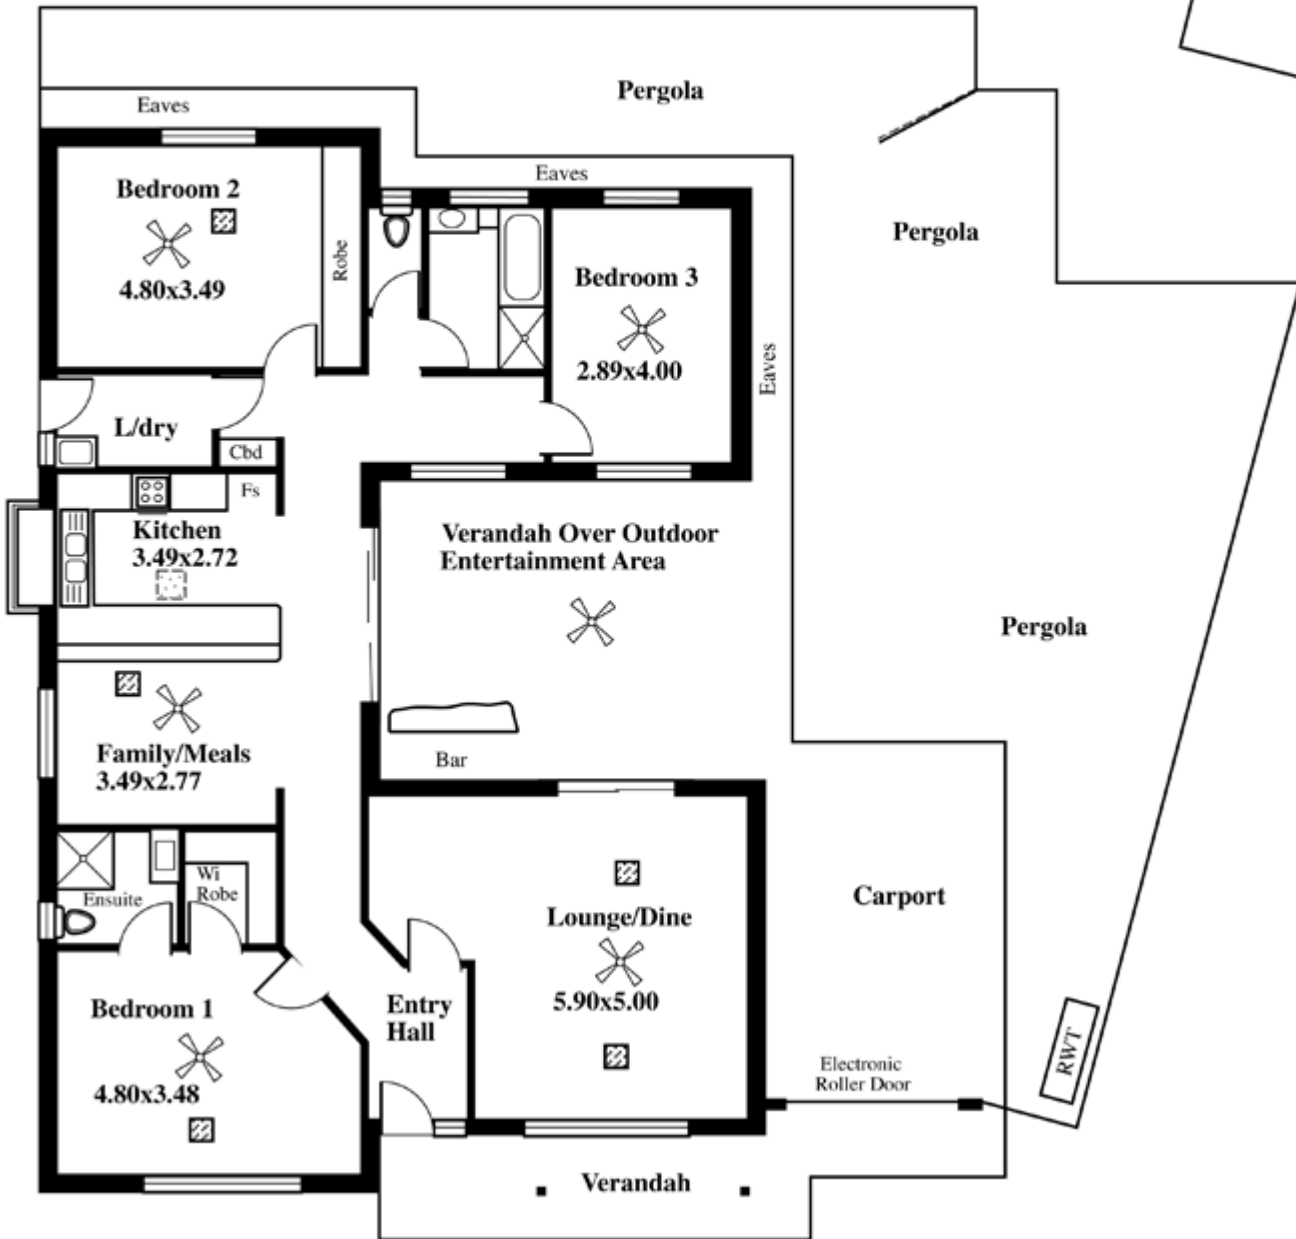 Pergola
Eaves
Eaves
Bedroom 2
4.80x3.49
Robe
Bedroom 3
2.89x4.00
Eaves
Pergola
L/dry
Cbd
Fs
Kitchen
3.49x2.72
Verandah Over Outdoor
Entertainment Area
Pergola
Family/Meals
3.49x2.77
Bar
Ensuite
Wi
Robe
Lounge/Dine
5.90x5.00
Carport
Bedroom 1
4.80x3.48
Entry
Hall
Electronic
Roller Door
RWT
Verandah